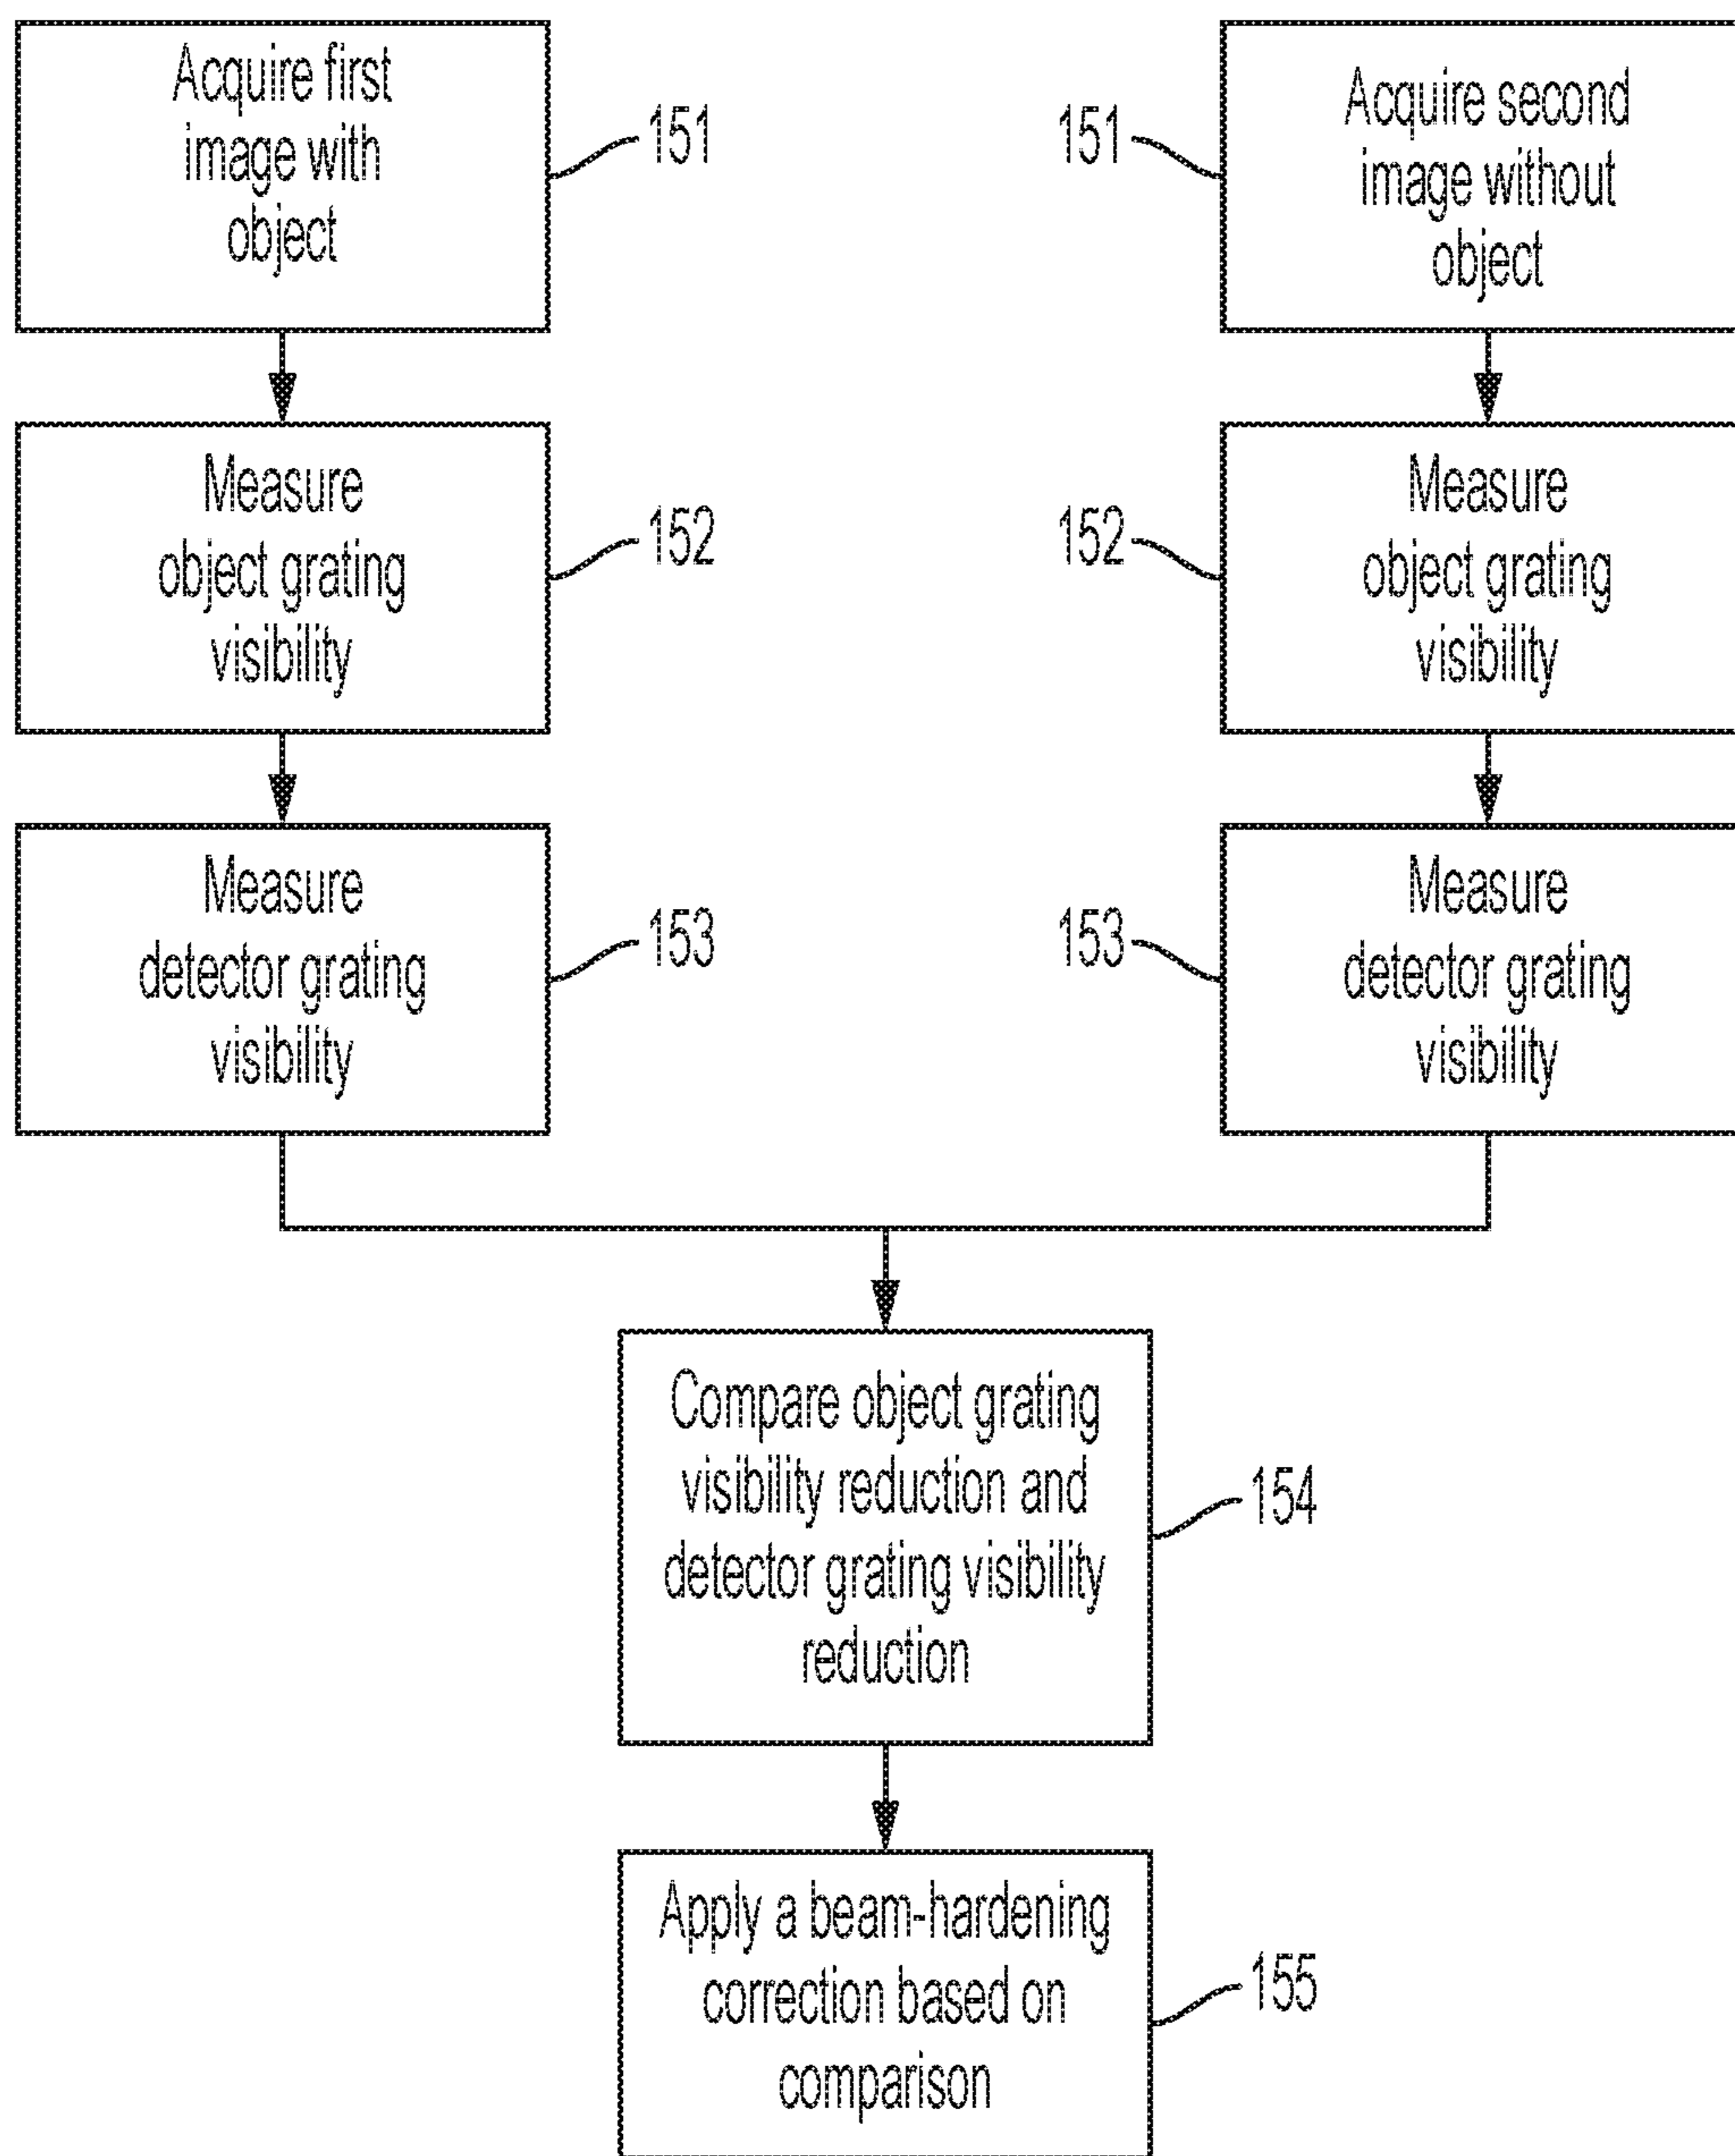 Acquire first
image with
object
151
151
Acquire second
image without
object
Measure
object grating
visibility
152
152
Measure
object grating
visibility
Measure
detector grating
visibility
153
153
Measure
detector grating
visibility
Compare object grating
visibility reduction and
detector grating visibility
reduction
154
Apply a beam-hardening
correction based on
comparison
155